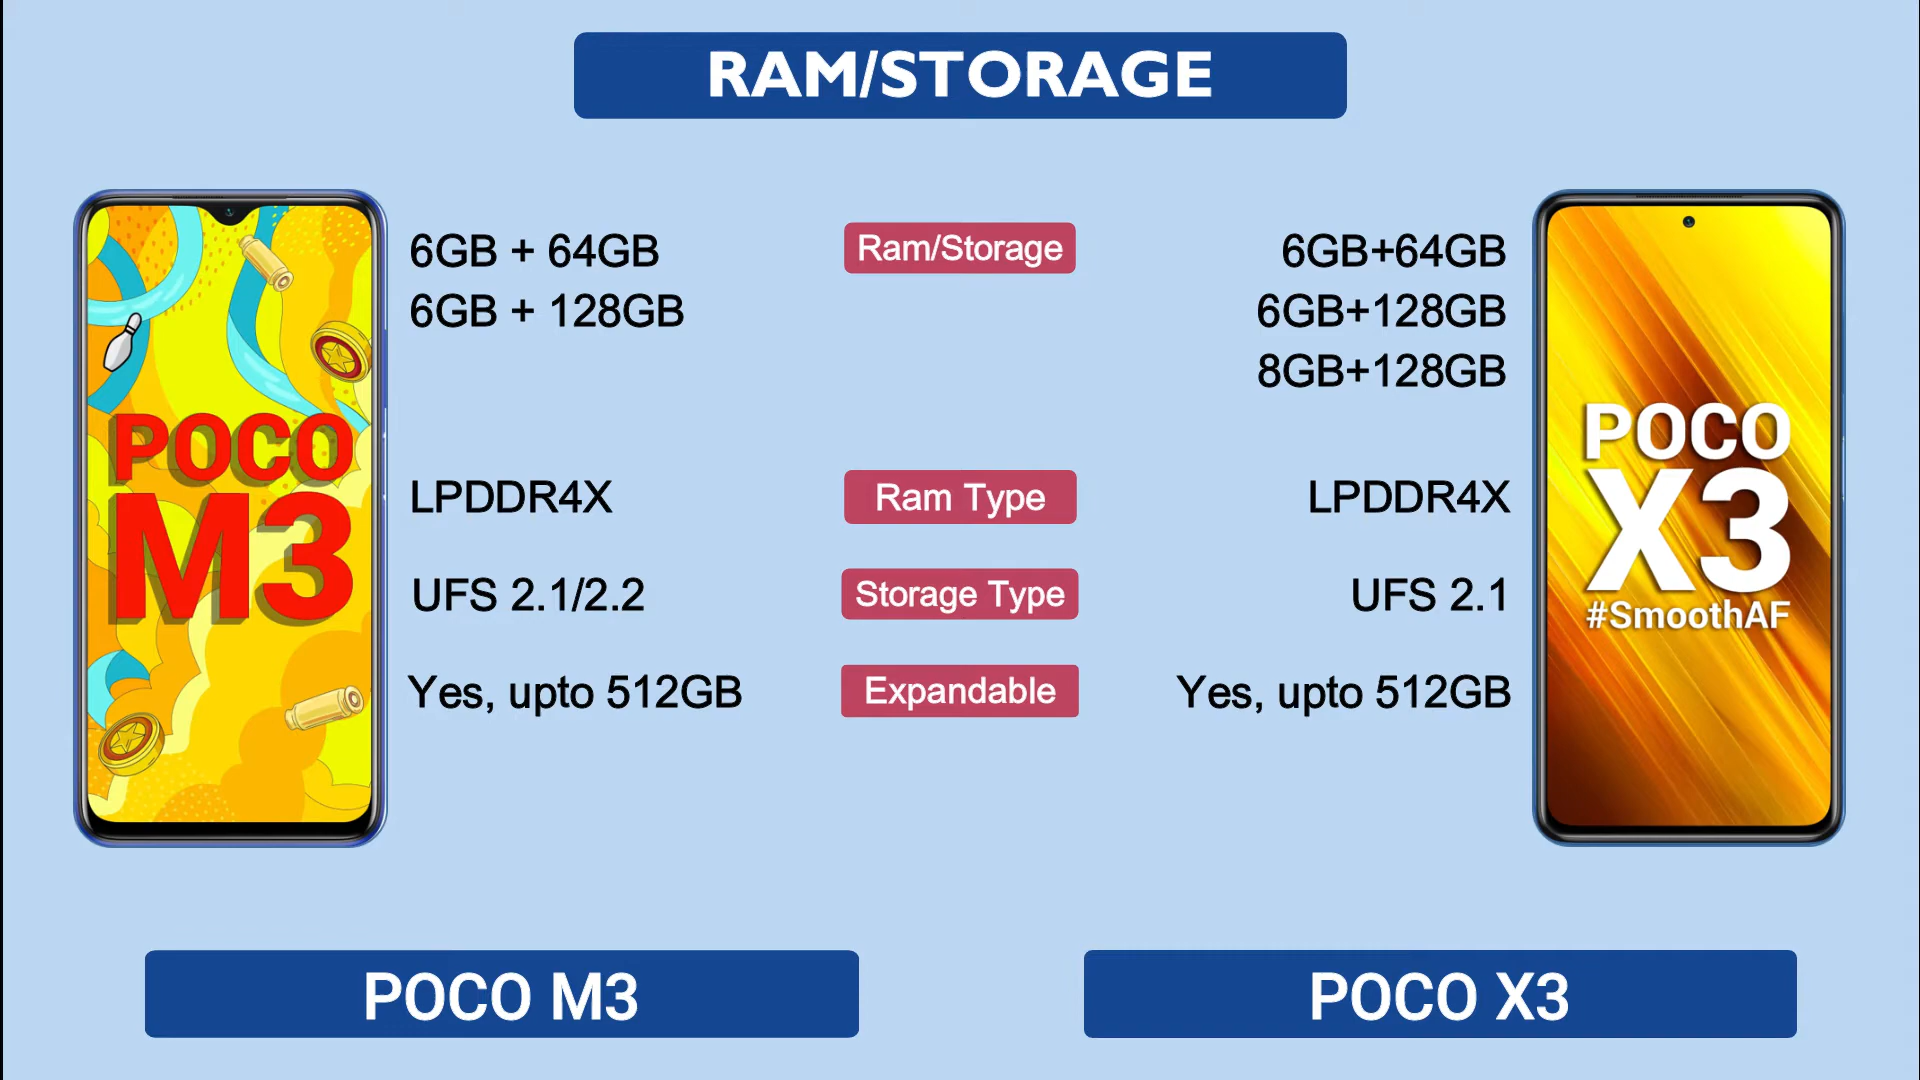 RAM/STORAGE
6GB + 64GB
Ram/Storage
6GB+64GB
6GB + 128GB
6GB+128GB
8GB+128GB
POCO
M3
POCO
X3
#SmoothAF
LPDDR4X
Ram Type
LPDDR4X
UFS 2.1/2.2
Storage Type
UFS 2.1
Yes, upto 512GB
Expandable
Yes, upto 512GB
POCO M3
POCO X3